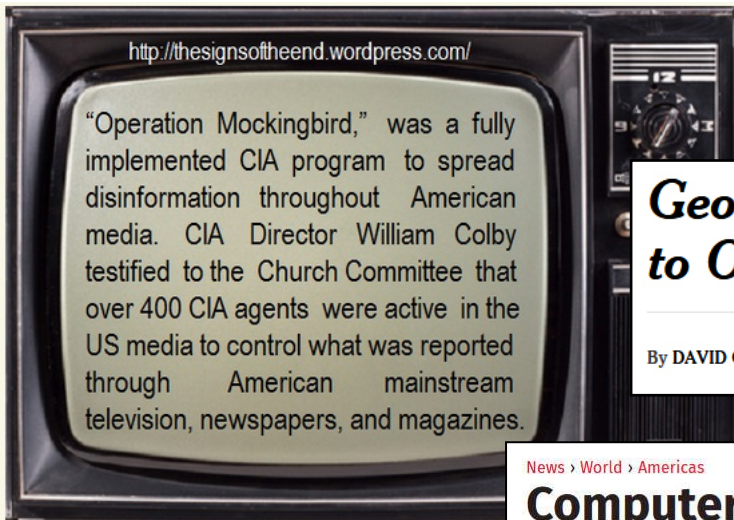 http://thesignsoftheend.wordpress.com/
“Operation Mockingbird,” was a fully
implemented CIA program to spread
disinformation throughout American
media. CIA Director William Colby
testified to the Church Committee that
over 400 CIA agents were active in the
US media to control what was reported
through American mainstream
television, newspapers, and magazines.
12
9
3
Geo
to C
By DAVID
News › World › Americas
Computer